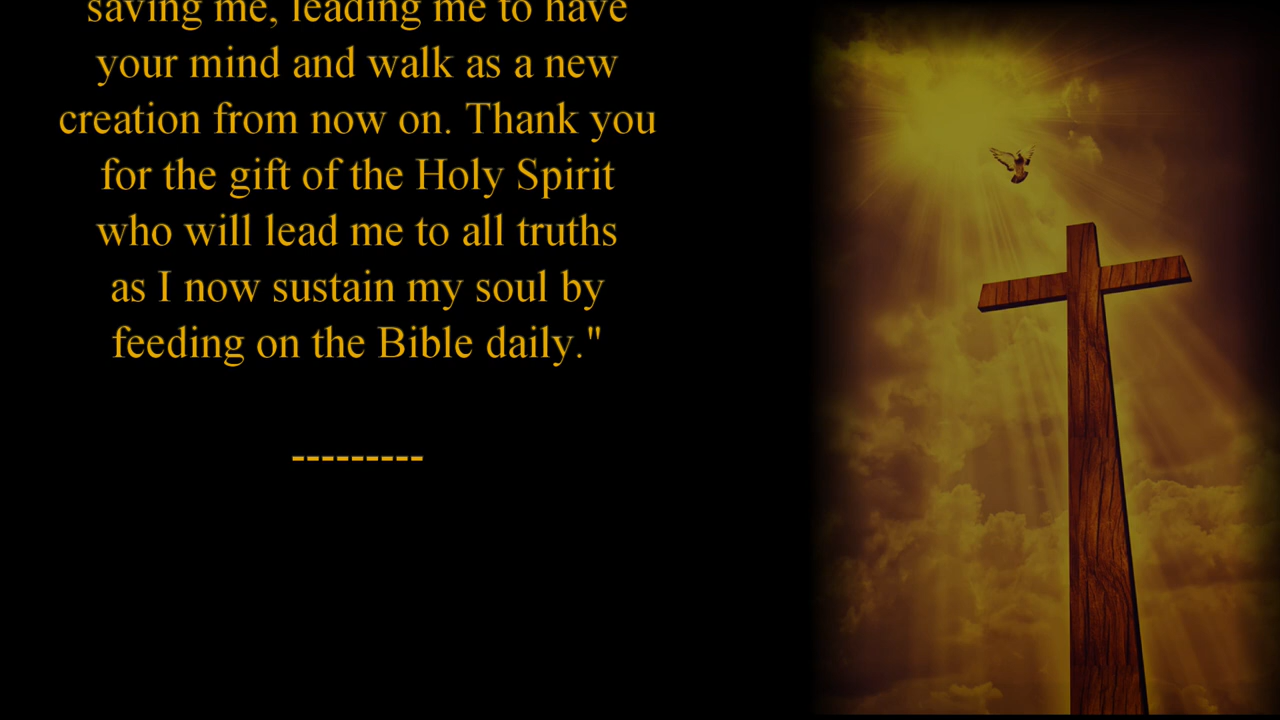 saving me, leading me to have
your mind and walk as a new
creation from now on. Thank you
for the gift of the Holy Spirit
who will lead me to all truths
as I now sustain my soul by
feeding on the Bible daily."
---------